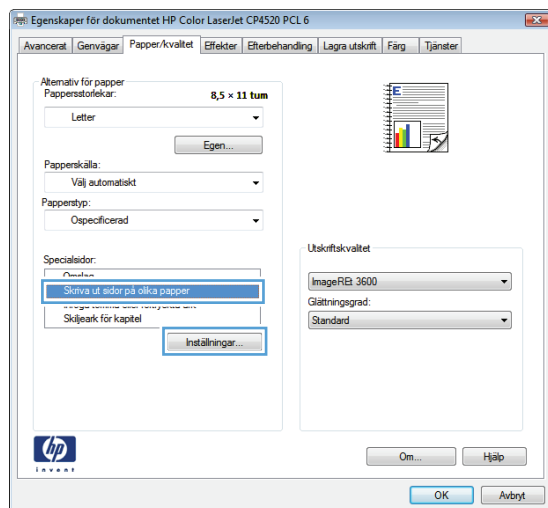 Egenskaper för dokumentet HP Color LaserJet CP4520 PCL 6
Avancerat Genvägar Papper/kvalitet Effekter Efterbehandling Lagra utskrift Färg Tjänster
Alternativ för papper
Pappersstorlekar: 8,5 × 11 tum
Letter
Egen...
Papperskälla:
Välj automatiskt
Papperstyp:
Ospecificerad
Specialsidor:
Omslag
Skriva ut sidor på olika papper
Skiljeark för kapitel
Inställningar...
Utskriftskvalitet
ImageREt 3600
Glättningsgrad:
Standard
E
hp
invent
Om... Hjälp
OK Avbryt